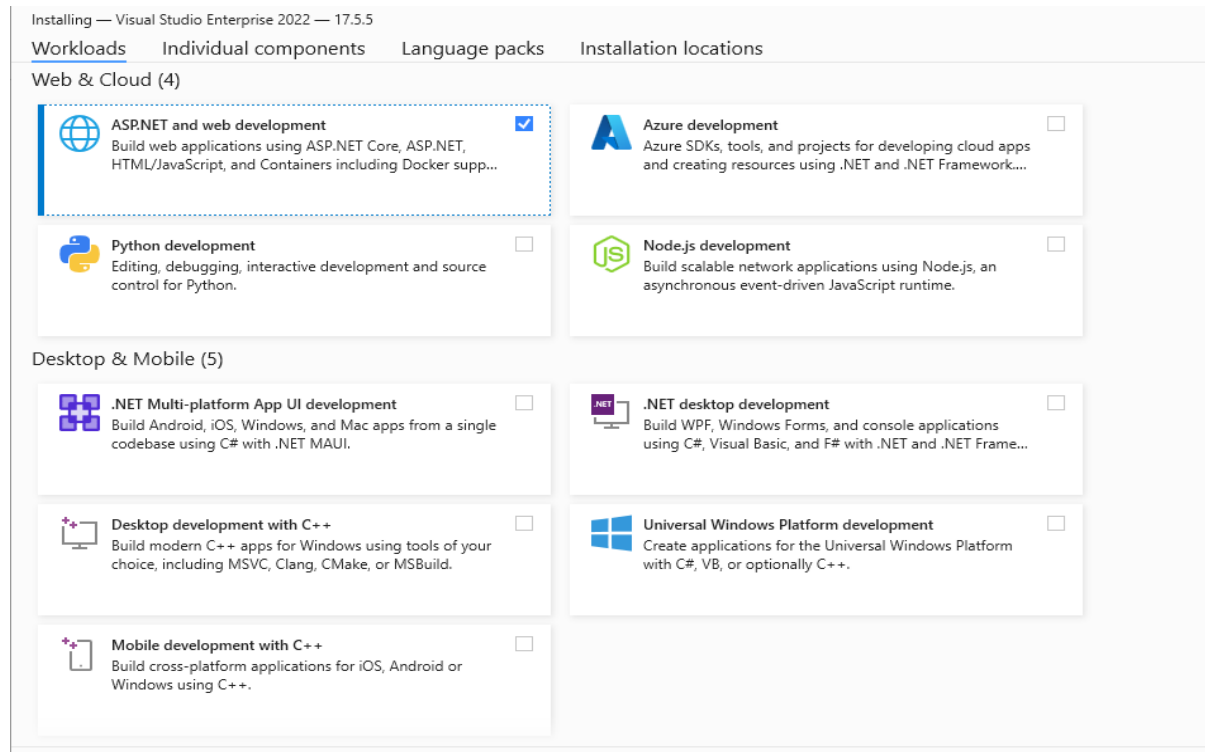 Installing — Visual Studio Enterprise 2022 — 17.5.5
Workloads Individual components Language packs Installation locations
Web & Cloud (4)
ASP.NET and web development
Build web applications using ASP.NET Core, ASP.NET,
HTML/JavaScript, and Containers including Docker supp...
Azure development
Azure SDKs, tools, and projects for developing cloud apps
and creating resources using .NET and .NET Framework....
Python development
Editing, debugging, interactive development and source
control for Python.
JS
Node.js development
Build scalable network applications using Node.js, an
asynchronous event-driven JavaScript runtime.
Desktop & Mobile (5)
.NET Multi-platform App UI development
Build Android, iOS, Windows, and Mac apps from a single
codebase using C# with .NET MAUI.
.NET
.NET desktop development
Build WPF, Windows Forms, and console applications
using C#, Visual Basic, and F# with .NET and .NET Frame...
Desktop development with C++
Build modern C++ apps for Windows using tools of your
choice, including MSVC, Clang, CMake, or MSBuild.
Universal Windows Platform development
Create applications for the Universal Windows Platform
with C#, VB, or optionally C++.
Mobile development with C++
Build cross-platform applications for iOS, Android or
Windows using C++.